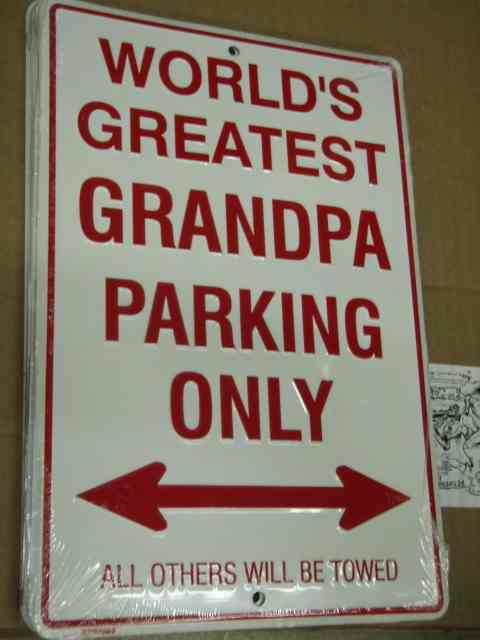 WORLD'S
GREATEST
GRANDPA
PARKING
ONLY
ALL OTHERS WILL BE TOWED